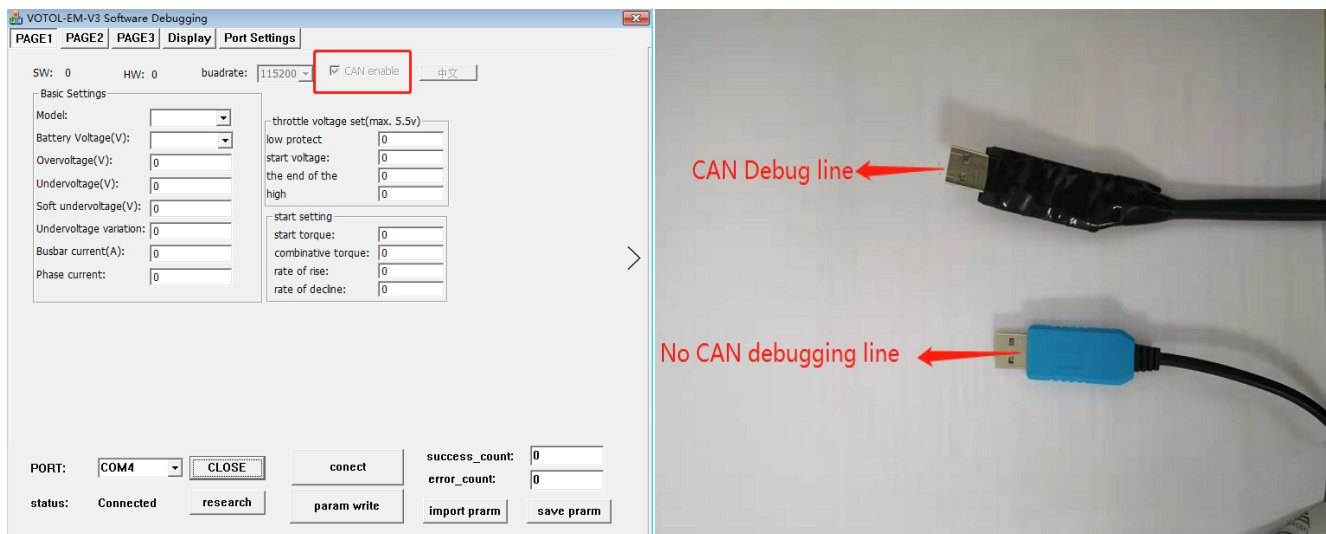 VOTOL-EM-V3 Software Debugging
PAGE1 PAGE2 PAGE3 Display Port Settings
SW: 0 HW: 0 buadrate: 115200 CAN enable 中文
Basic Settings
Model:
Battery Voltage(V):
Overvoltage(V): 0
Undervoltage(V): 0
Soft undervoltage(V): 0
Undervoltage variation: 0
Busbar current(A): 0
Phase current: 0
throttle voltage set(max. 5.5v)
low protect 0
start voltage: 0
the end of the 0
high 0
start setting
start torque: 0
combinative torque: 0
rate of rise: 0
rate of decline: 0
PORT: COM4 CLOSE
status: Connected research
conect
param write
success_count: 0
error_count: 0
import prarm save prarm
CAN Debug line
No CAN debugging line